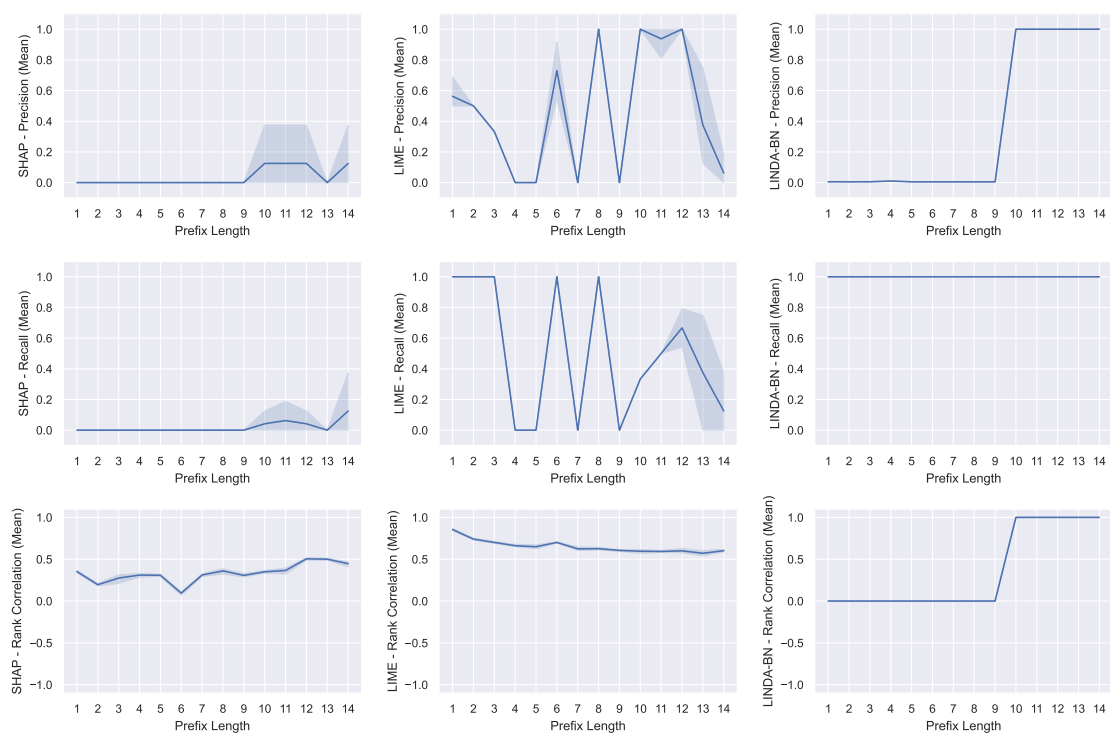 SHAP - Precision (Mean)
1.0
0.8
0.6
0.4
0.2
0.0
1 2 3 4 5 6 7 8 9 10 11 12 13 14
Prefix Length
LIME - Precision (Mean)
1.0
0.8
0.6
0.4
0.2
0.0
1 2 3 4 5 6 7 8 9 10 11 12 13 14
Prefix Length
LINDA-BN - Precision (Mean)
1.0
0.8
0.6
0.4
0.2
0.0
1 2 3 4 5 6 7 8 9 10 11 12 13 14
Prefix Length
SHAP - Recall (Mean)
1.0
0.8
0.6
0.4
0.2
0.0
1 2 3 4 5 6 7 8 9 10 11 12 13 14
Prefix Length
LIME - Recall (Mean)
1.0
0.8
0.6
0.4
0.2
0.0
1 2 3 4 5 6 7 8 9 10 11 12 13 14
Prefix Length
LINDA-BN - Recall (Mean)
1.0
0.8
0.6
0.4
0.2
0.0
1 2 3 4 5 6 7 8 9 10 11 12 13 14
Prefix Length
SHAP - Rank Correlation (Mean)
1.0
0.5
0.0
−0.5
−1.0
1 2 3 4 5 6 7 8 9 10 11 12 13 14
Prefix Length
LIME - Rank Correlation (Mean)
1.0
0.5
0.0
−0.5
−1.0
1 2 3 4 5 6 7 8 9 10 11 12 13 14
Prefix Length
LINDA-BN - Rank Correlation (Mean)
1.0
0.5
0.0
−0.5
−1.0
1 2 3 4 5 6 7 8 9 10 11 12 13 14
Prefix Length